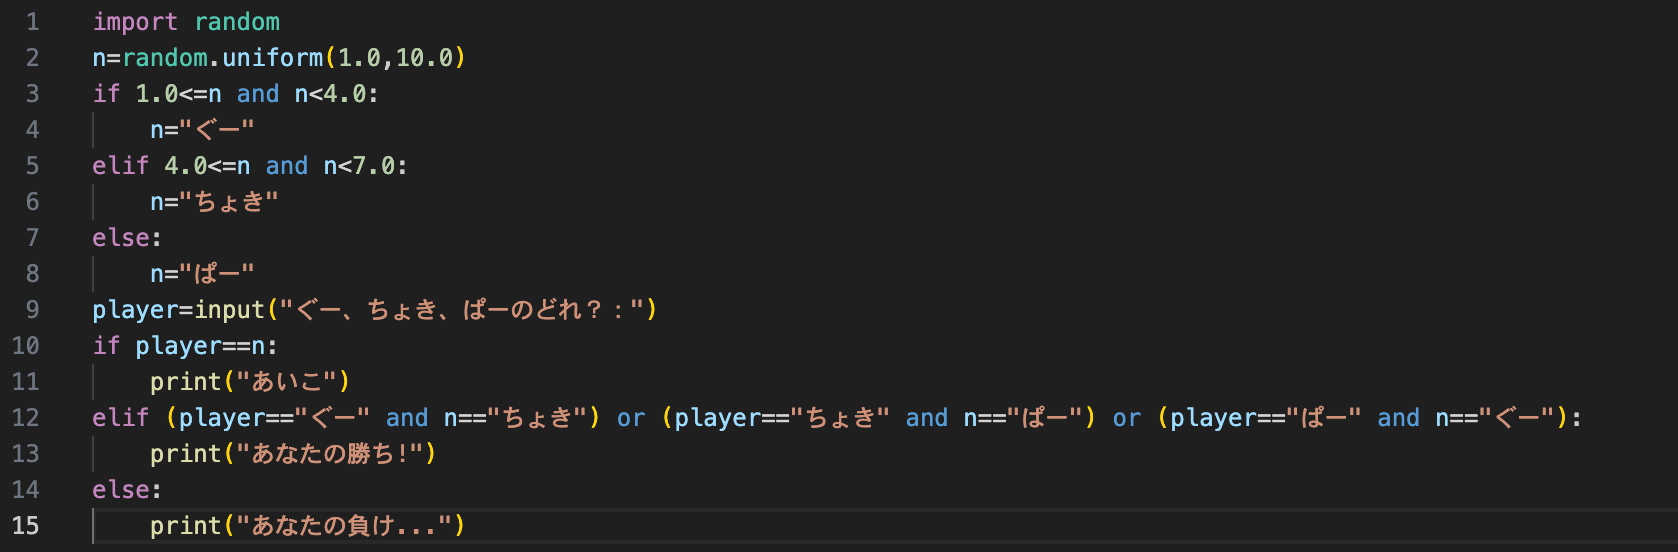 1 import random
2 n=random.uniform(1.0,10.0)
3 if 1.0<=n and n<4.0:
4     n="ぐー"
5 elif 4.0<=n and n<7.0:
6     n="ちょき"
7 else:
8     n="ぱー"
9 player=input("ぐー、ちょき、ぱーのどれ？：")
10 if player==n:
11     print("あいこ")
12 elif (player=="ぐー" and n=="ちょき") or (player=="ちょき" and n=="ぱー") or (player=="ぱー" and n=="ぐー"):
13     print("あなたの勝ち!")
14 else:
15     print("あなたの負け...")